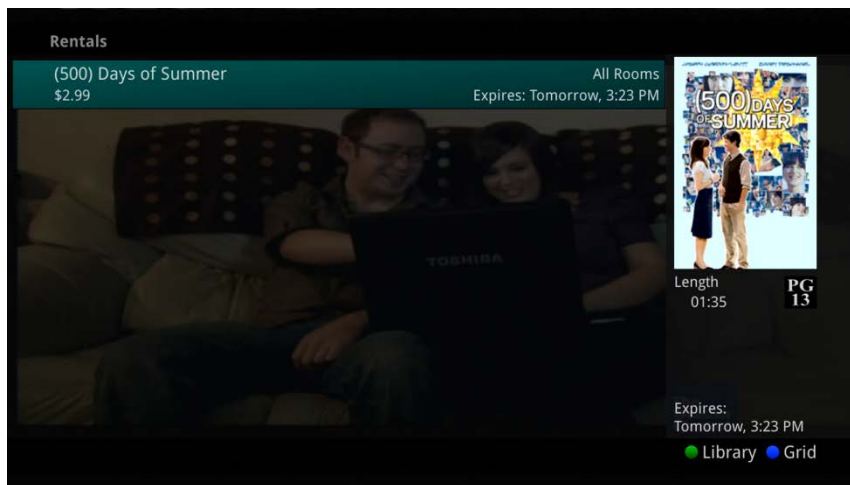 Rentals
(500) Days of Summer
All Rooms
$2.99
Expires: Tomorrow, 3:23 PM
TOSHIBA
(500) DAYS
OF SUMMER
Length
01:35
PG
13
Expires:
Tomorrow, 3:23 PM
Library
Grid